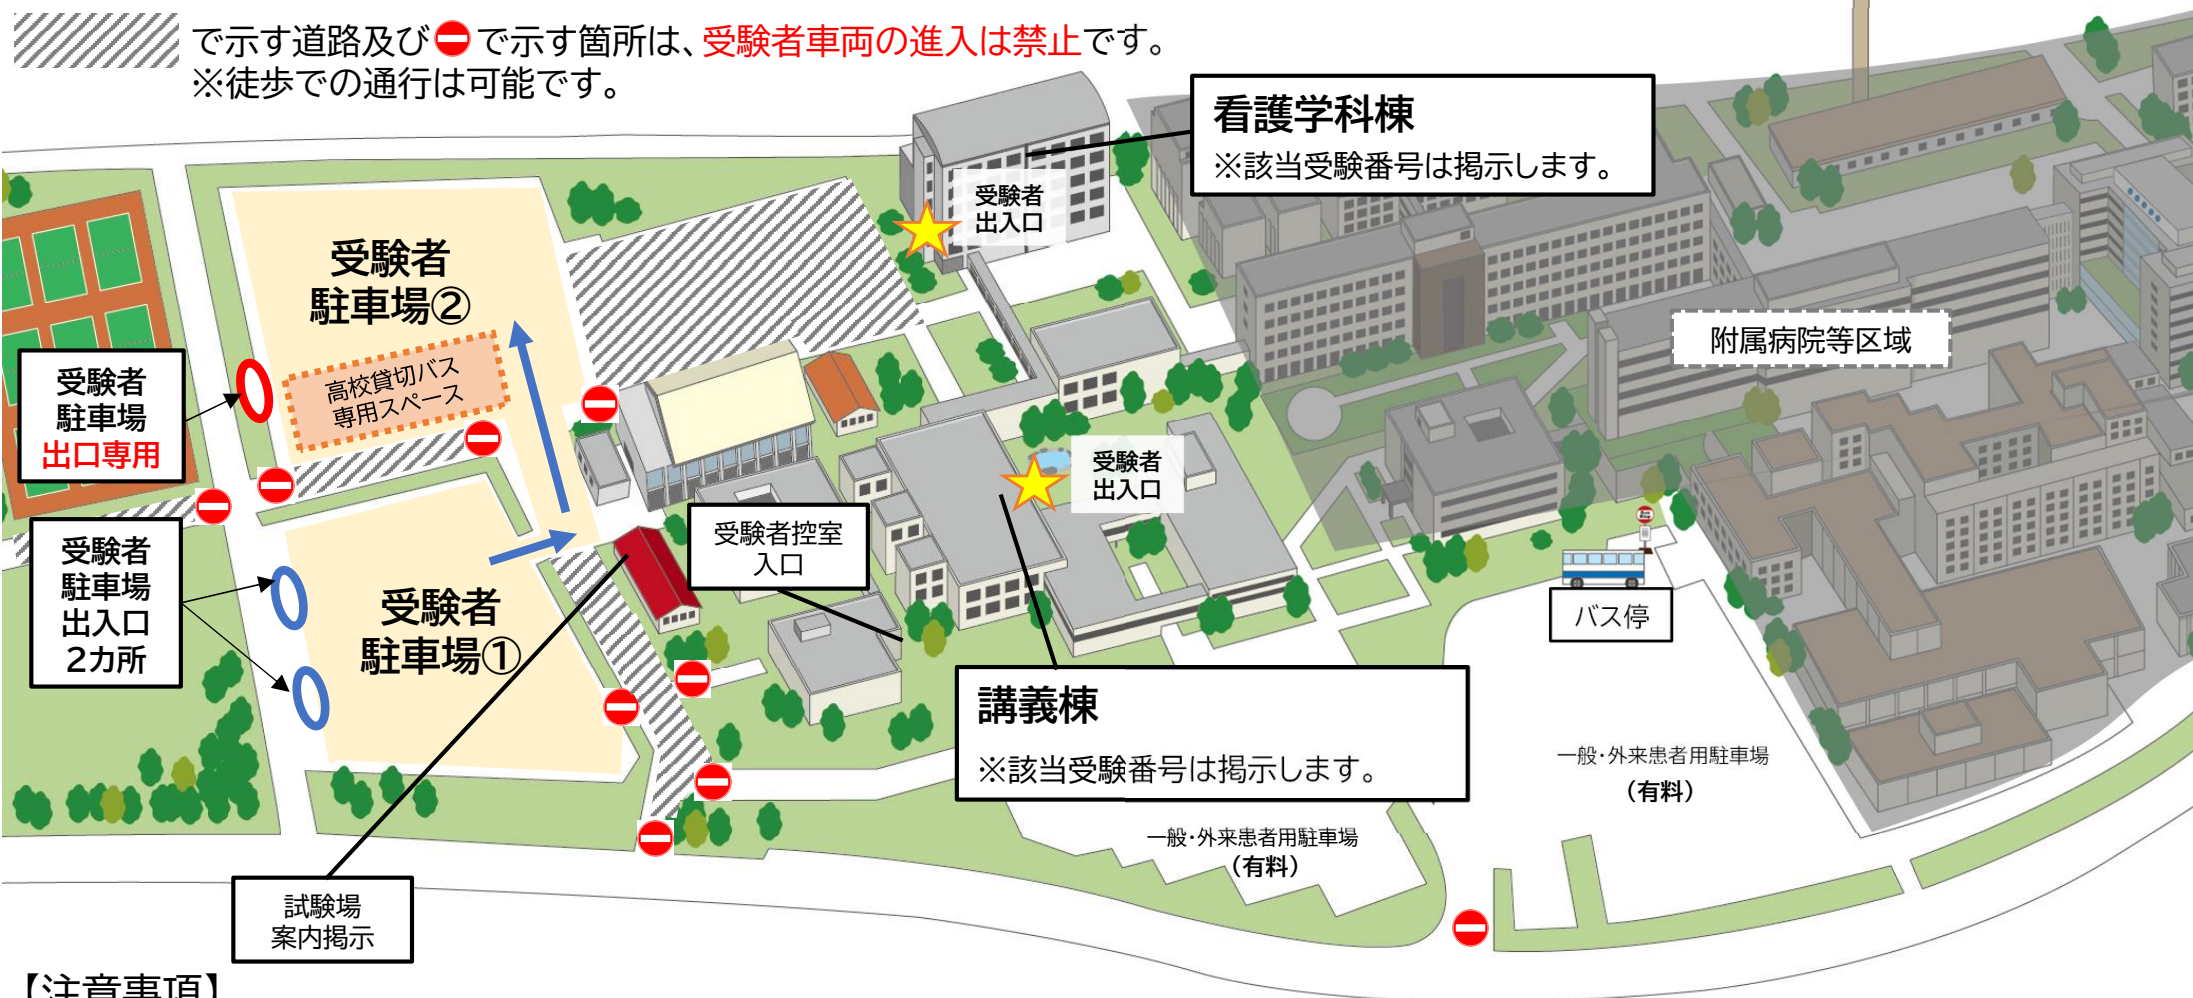 で示す道路及び⛔で示す箇所は、受験者車両の進入は禁止です。
※徒歩での通行は可能です。
看護学科棟
※該当受験番号は掲示します。
受験者
出入口
受験者
駐車場②
高校貸切バス
専用スペース
附属病院等区域
受験者
駐車場
出口専用
受験者
出入口
受験者控室
入口
受験者
駐車場
出入口
2カ所
受験者
駐車場①
バス停
講義棟
※該当受験番号は掲示します。
一般・外来患者用駐車場
(有料)
一般・外来患者用駐車場
(有料)
試験場
案内掲示
【注意事項】